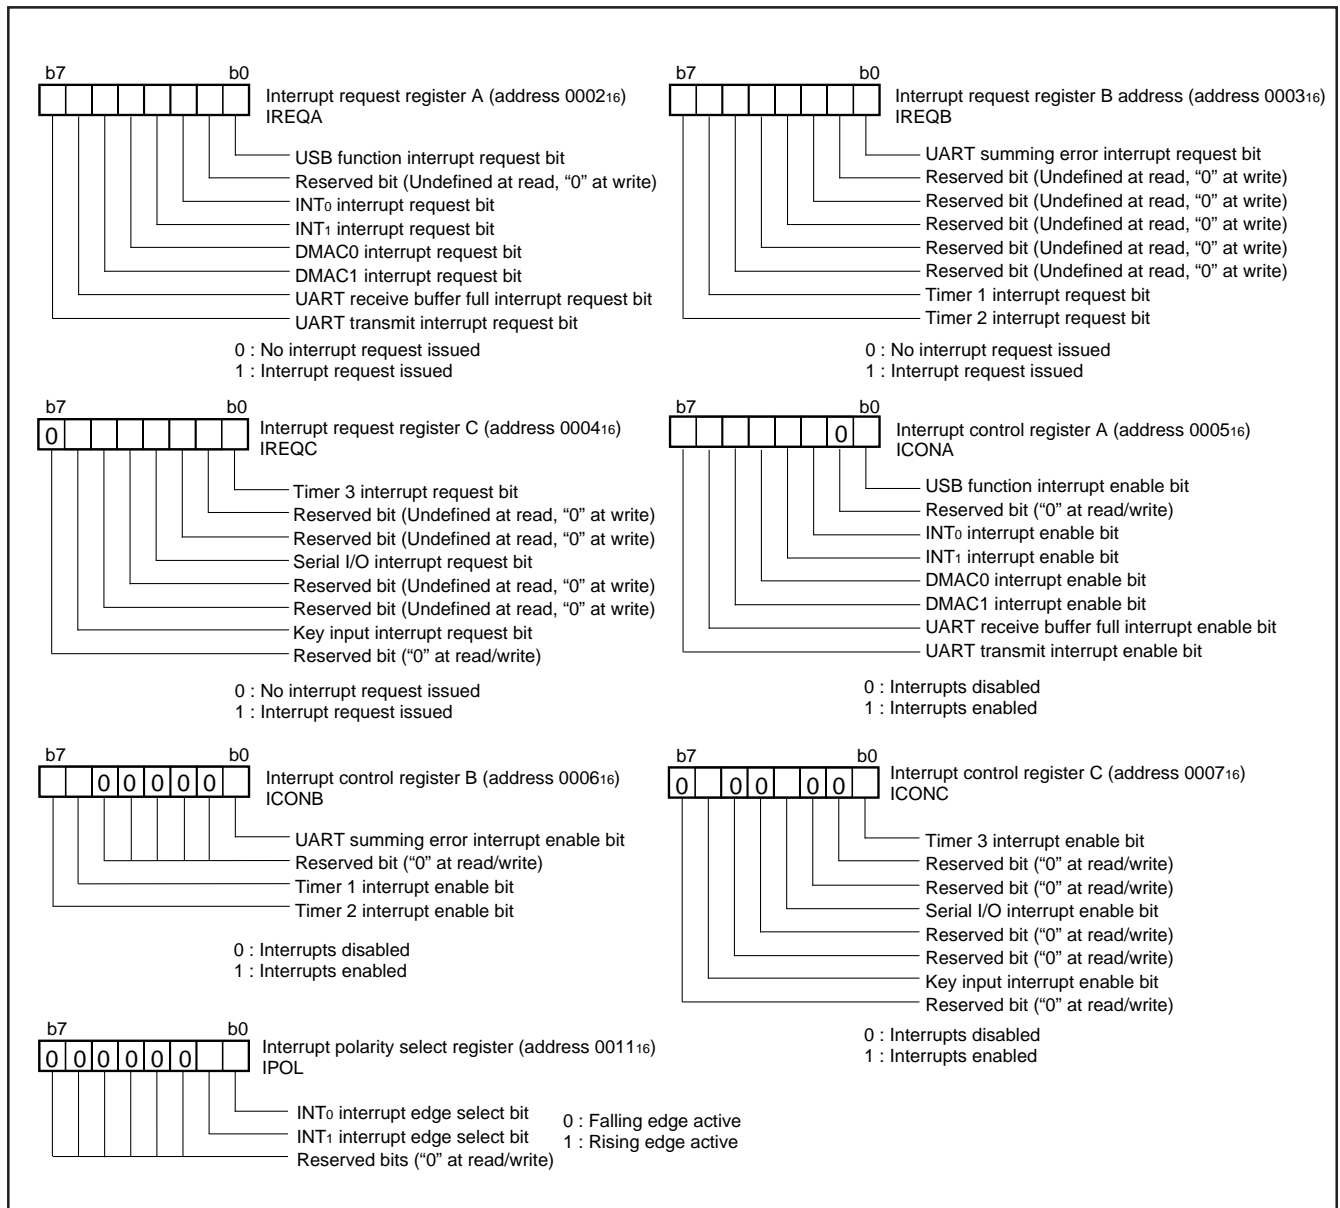 b7 b0
Interrupt request register A (address 000216)
IREQA
USB function interrupt request bit
Reserved bit (Undefined at read, “0” at write)
INT0 interrupt request bit
INT1 interrupt request bit
DMAC0 interrupt request bit
DMAC1 interrupt request bit
UART receive buffer full interrupt request bit
UART transmit interrupt request bit
0 : No interrupt request issued
1 : Interrupt request issued
b7 b0
Interrupt request register B address (address 000316)
IREQB
UART summing error interrupt request bit
Reserved bit (Undefined at read, “0” at write)
Reserved bit (Undefined at read, “0” at write)
Reserved bit (Undefined at read, “0” at write)
Reserved bit (Undefined at read, “0” at write)
Reserved bit (Undefined at read, “0” at write)
Timer 1 interrupt request bit
Timer 2 interrupt request bit
0 : No interrupt request issued
1 : Interrupt request issued
b7 b0
0
Interrupt request register C (address 000416)
IREQC
Timer 3 interrupt request bit
Reserved bit (Undefined at read, “0” at write)
Reserved bit (Undefined at read, “0” at write)
Serial I/O interrupt request bit
Reserved bit (Undefined at read, “0” at write)
Reserved bit (Undefined at read, “0” at write)
Key input interrupt request bit
Reserved bit (“0” at read/write)
0 : No interrupt request issued
1 : Interrupt request issued
b7 b0
0
Interrupt control register A (address 000516)
ICONA
USB function interrupt enable bit
Reserved bit (“0” at read/write)
INT0 interrupt enable bit
INT1 interrupt enable bit
DMAC0 interrupt enable bit
DMAC1 interrupt enable bit
UART receive buffer full interrupt enable bit
UART transmit interrupt enable bit
0 : Interrupts disabled
1 : Interrupts enabled
b7 b0
0 0 0 0 0
Interrupt control register B (address 000616)
ICONB
UART summing error interrupt enable bit
Reserved bit (“0” at read/write)
Timer 1 interrupt enable bit
Timer 2 interrupt enable bit
0 : Interrupts disabled
1 : Interrupts enabled
b7 b0
0 0 0 0 0
Interrupt control register C (address 000716)
ICONC
Timer 3 interrupt enable bit
Reserved bit (“0” at read/write)
Reserved bit (“0” at read/write)
Serial I/O interrupt enable bit
Reserved bit (“0” at read/write)
Reserved bit (“0” at read/write)
Key input interrupt enable bit
Reserved bit (“0” at read/write)
0 : Interrupts disabled
1 : Interrupts enabled
b7 b0
0 0 0 0 0 0
Interrupt polarity select register (address 001116)
IPOL
INT0 interrupt edge select bit
INT1 interrupt edge select bit
Reserved bits (“0” at read/write)
0 : Falling edge active
1 : Rising edge active